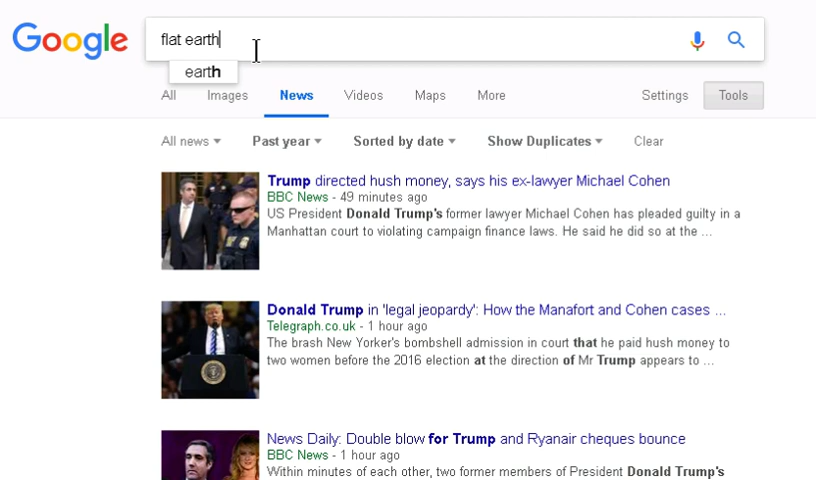 Google
flat earth
earth
All Images News Videos Maps More Settings Tools
All news Past year Sorted by date Show Duplicates Clear
Trump directed hush money, says his ex-lawyer Michael Cohen
BBC News - 49 minutes ago
US President Donald Trump's former lawyer Michael Cohen has pleaded guilty in a
Manhattan court to violating campaign finance laws. He said he did so at the ...
Donald Trump in 'legal jeopardy': How the Manafort and Cohen cases ...
Telegraph.co.uk - 1 hour ago
The brash New Yorker's bombshell admission in court that he paid hush money to
two women before the 2016 election at the direction of Mr Trump appears to ...
News Daily: Double blow for Trump and Ryanair cheques bounce
BBC News - 1 hour ago
Within minutes of each other, two former members of President Donald Trump's